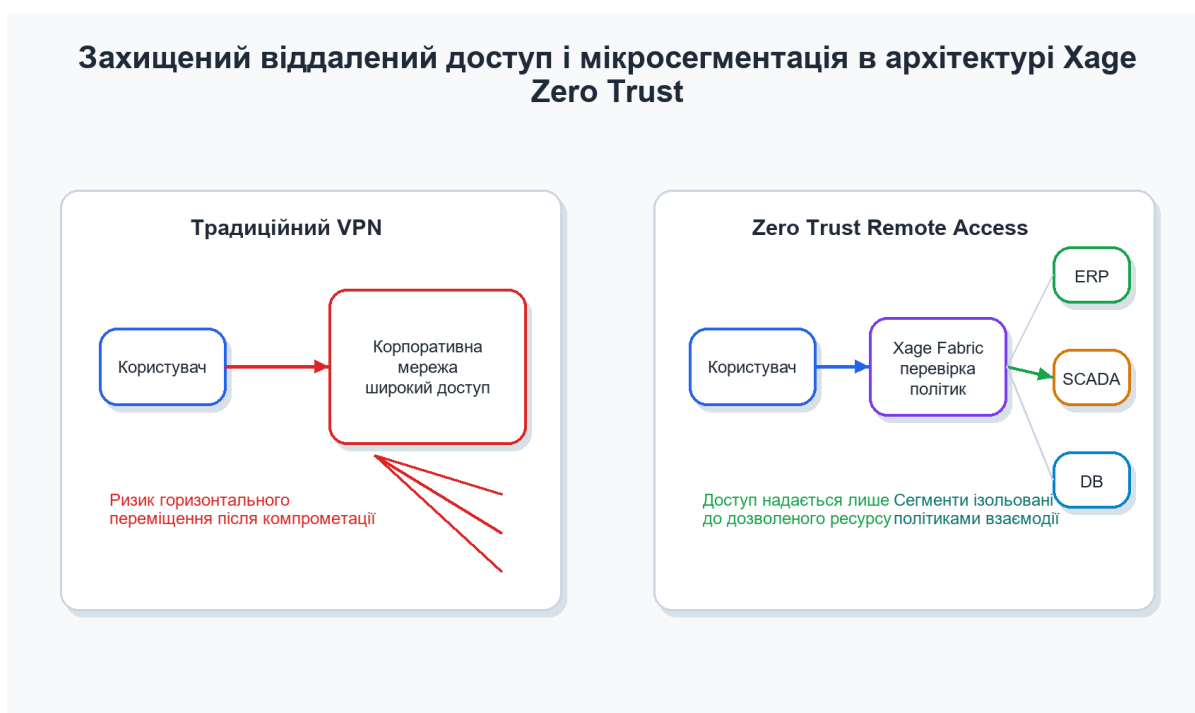 Захищений віддалений доступ і мікросегментація в архітектурі Xage
Zero Trust
Традиційний VPN
Користувач
Корпоративна
мережа
широкий доступ
Ризик горизонтального
переміщення після компрометації
Zero Trust Remote Access
Користувач
Xage Fabric
перевірка
політик
ERP
SCADA
DB
Доступ надається лише
до дозволеного ресурсу
Сегменти ізольовані
політиками взаємодії